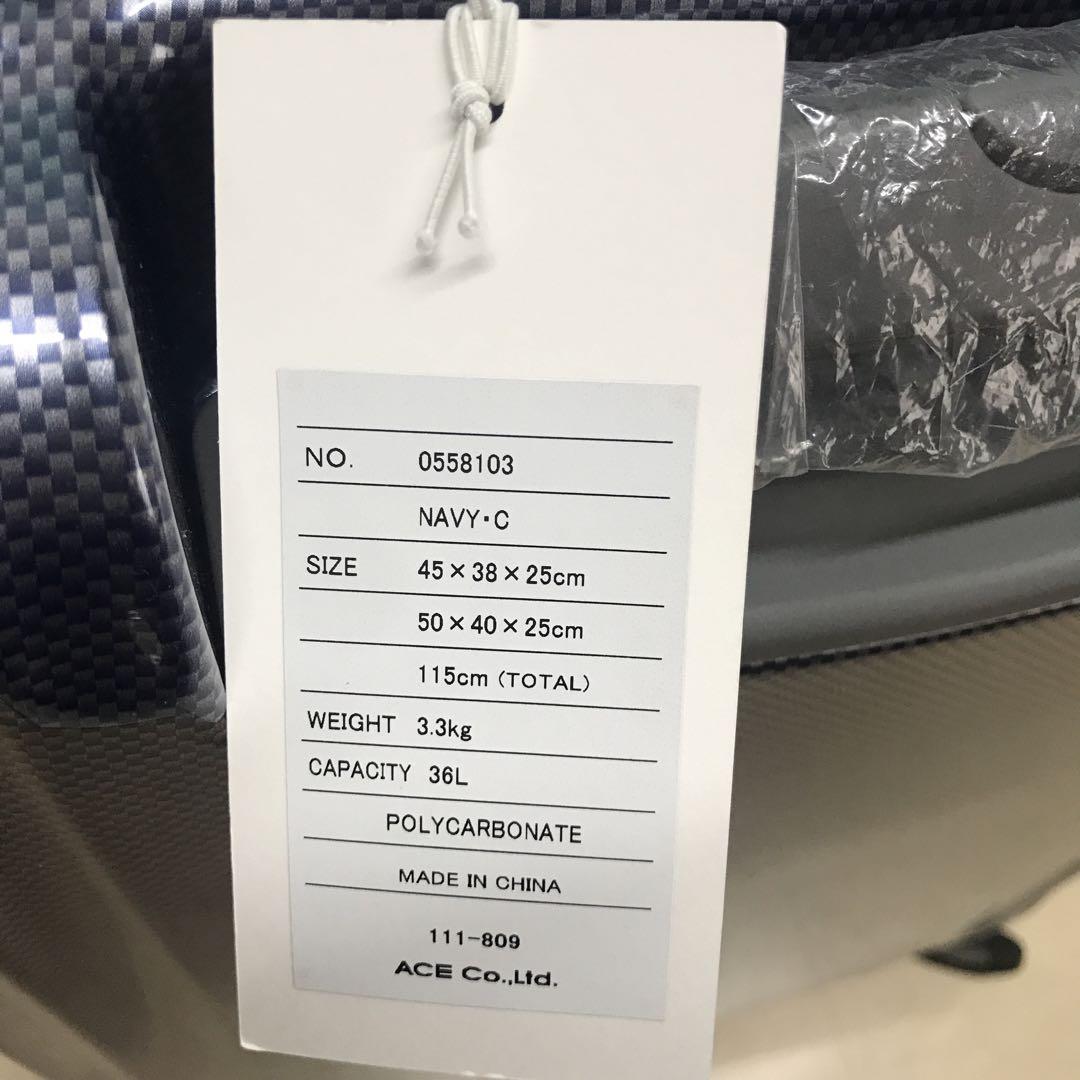 NO. 0558103
NAVY・C
SIZE 45×38×25cm
50×40×25cm
115cm (TOTAL)
WEIGHT 3.3kg
CAPACITY 36L
POLYCARBONATE
MADE IN CHINA
111-809
ACE Co.,Ltd.